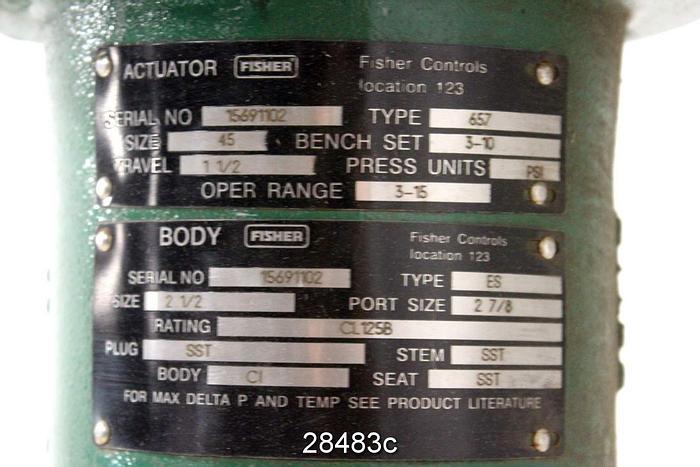 ACTUATOR FISHER Fisher Controls
location 123
SERIAL NO 15691102 TYPE 657
SIZE 45 BENCH SET 3-10
TRAVEL 1 1/2 PRESS UNITS PSI
OPER RANGE 3-15
BODY FISHER Fisher Controls
location 123
SERIAL NO 15691102 TYPE ES
SIZE 2 1/2 PORT SIZE 2 7/8
RATING CL125B
PLUG SST STEM SST
BODY CI SEAT SST
FOR MAX DELTA P AND TEMP SEE PRODUCT LITERATURE
28483c